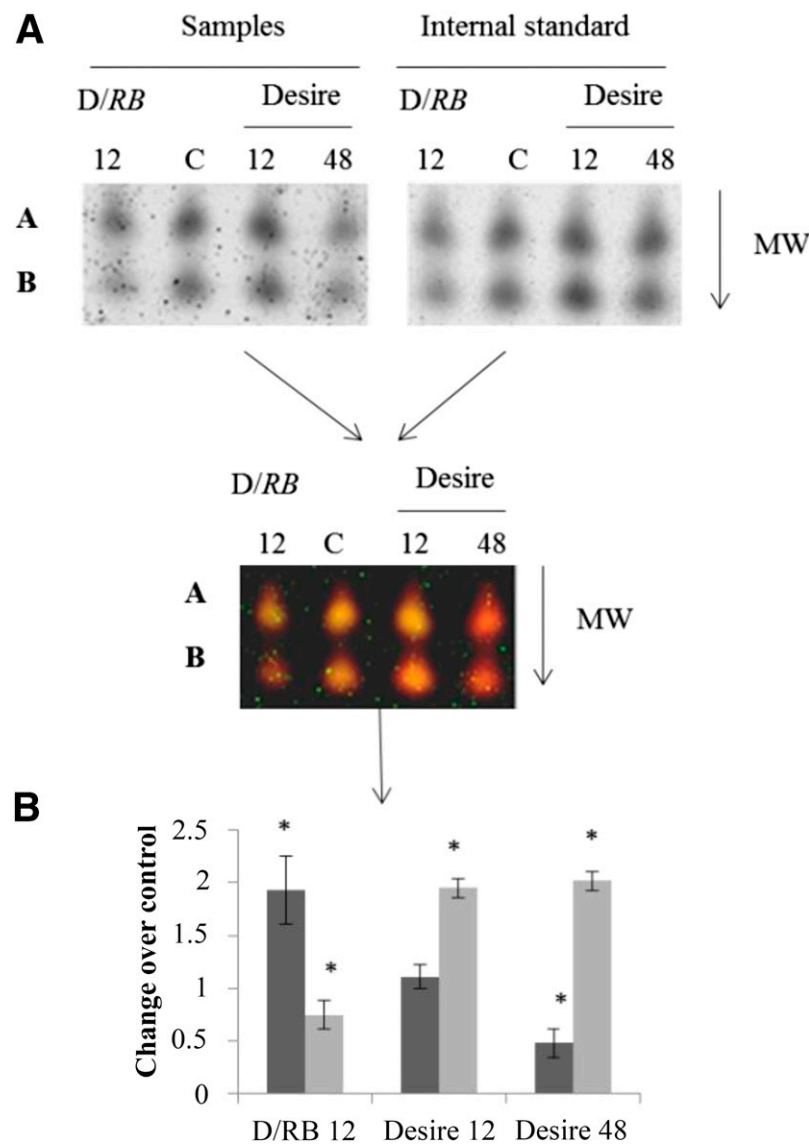 A
Samples Internal standard
D/RB Desire D/RB Desire
12 C 12 48 12 C 12 48
A
MW
B
D/RB Desire
12 C 12 48
A
MW
B
B
Change over control
2.5
2
1.5
1
0.5
0
* * * * *
D/RB 12 Desire 12 Desire 48